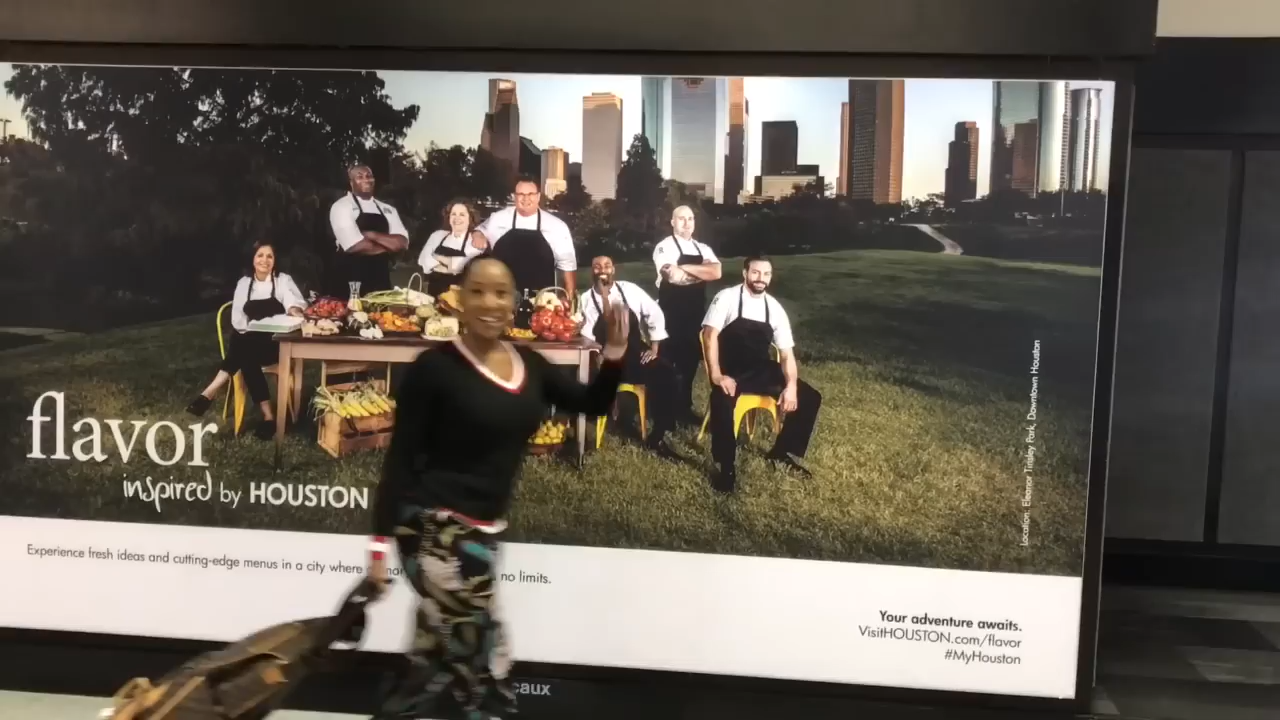 flavor
inspired by HOUSTON
Experience fresh ideas and cutting-edge menus in a city where no limits.
Your adventure awaits.
VisitHOUSTON.com/flavor
#MyHouston
Location: Eleanor Tinsley Park, Downtown Houston